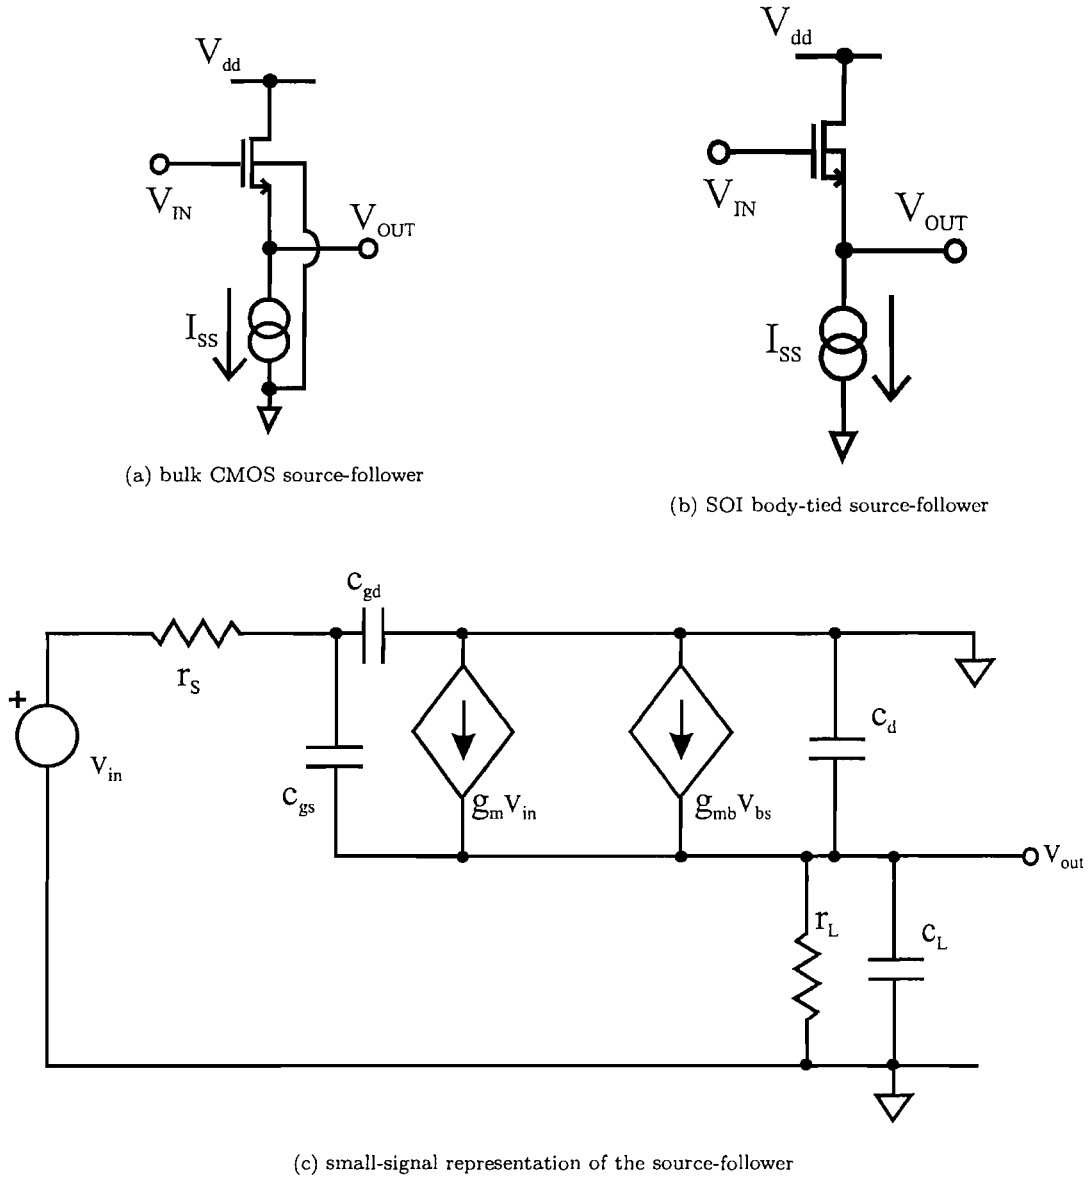 V_dd
V_IN
V_OUT
I_SS
(a) bulk CMOS source-follower
V_dd
V_IN
V_OUT
I_SS
(b) SOI body-tied source-follower
c_gd
r_S
+
v_in
c_gs
g_m v_in
g_mb v_bs
c_d
v_out
r_L
c_L
(c) small-signal representation of the source-follower